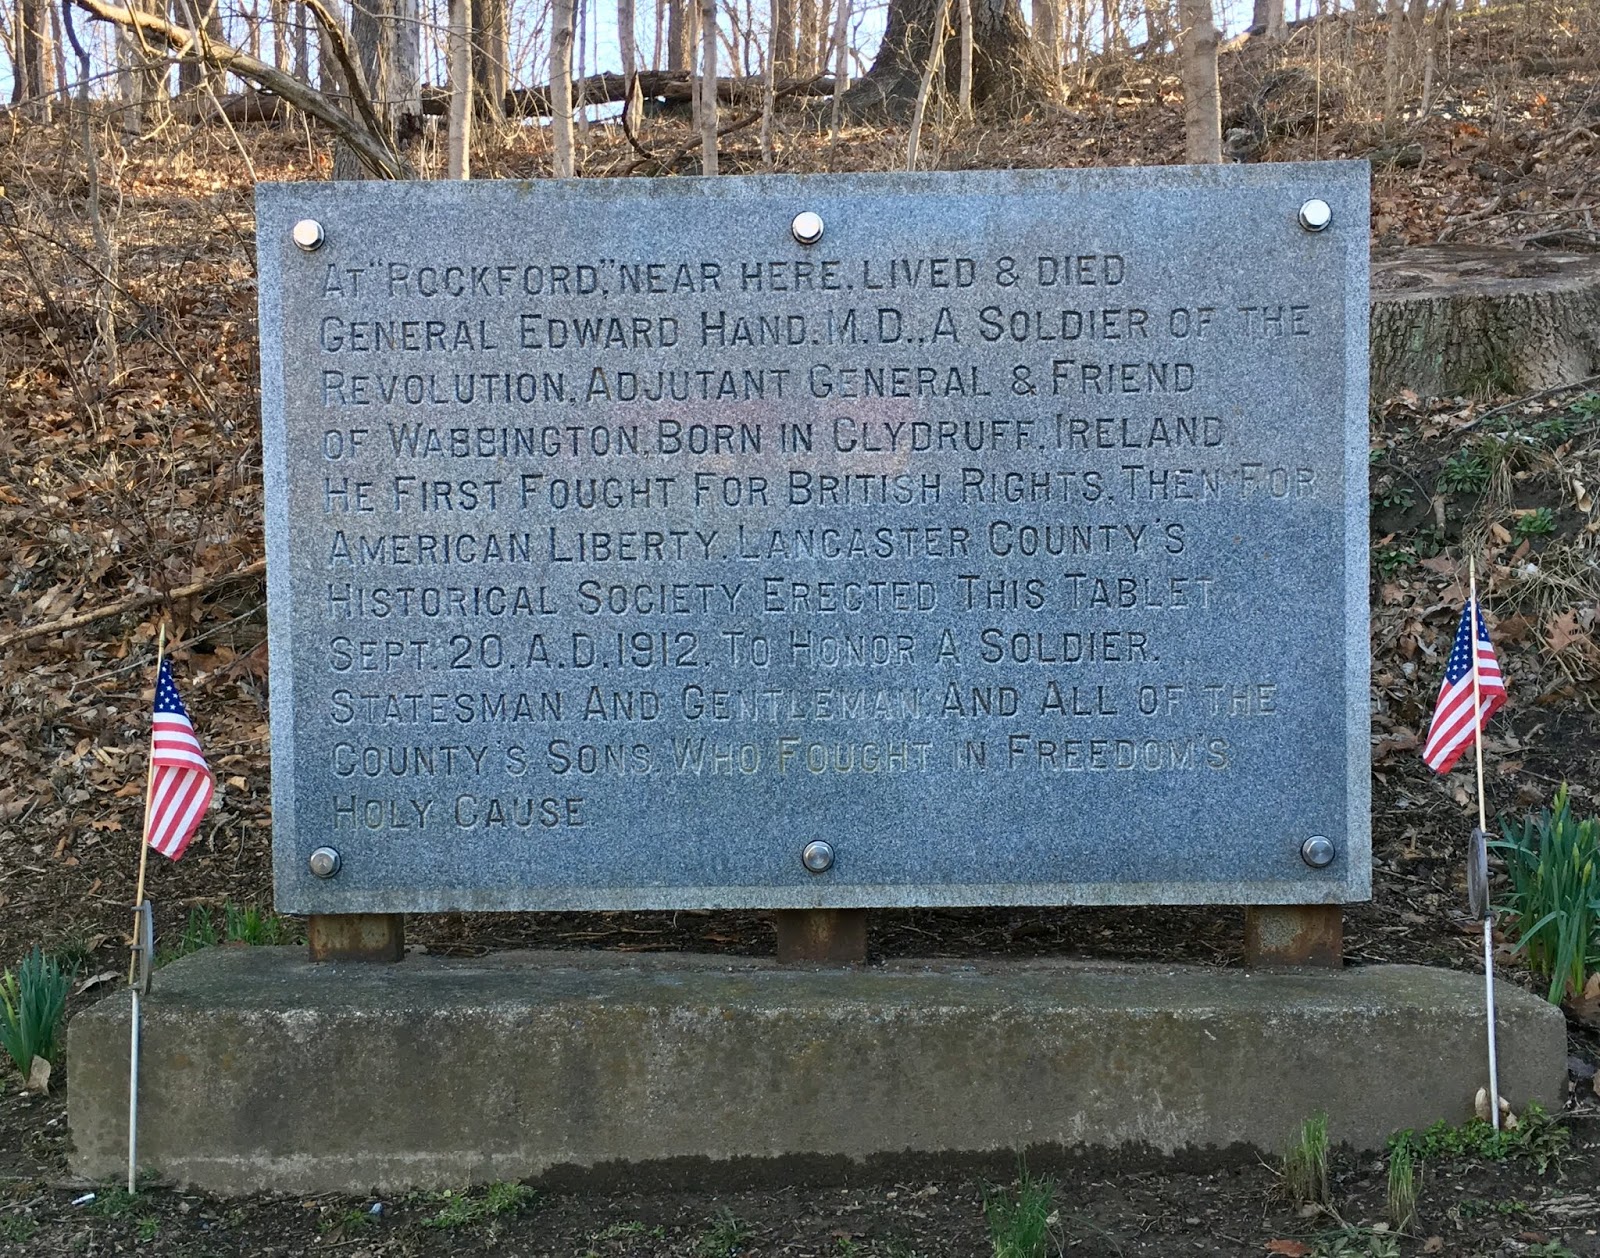 At "Rockford," near here, lived & died
General Edward Hand, M.D., A Soldier of the
Revolution, Adjutant General & Friend
of Wabbington, Born in Clydruff, Ireland.
He First Fought For British Rights, Then For
American Liberty. Lancaster County's
Historical Society Erected This Tablet
Sept. 20, A.D. 1912, To Honor A Soldier,
Statesman And Gentleman, And All of the
County's Sons, Who Fought in Freedom's
Holy Cause